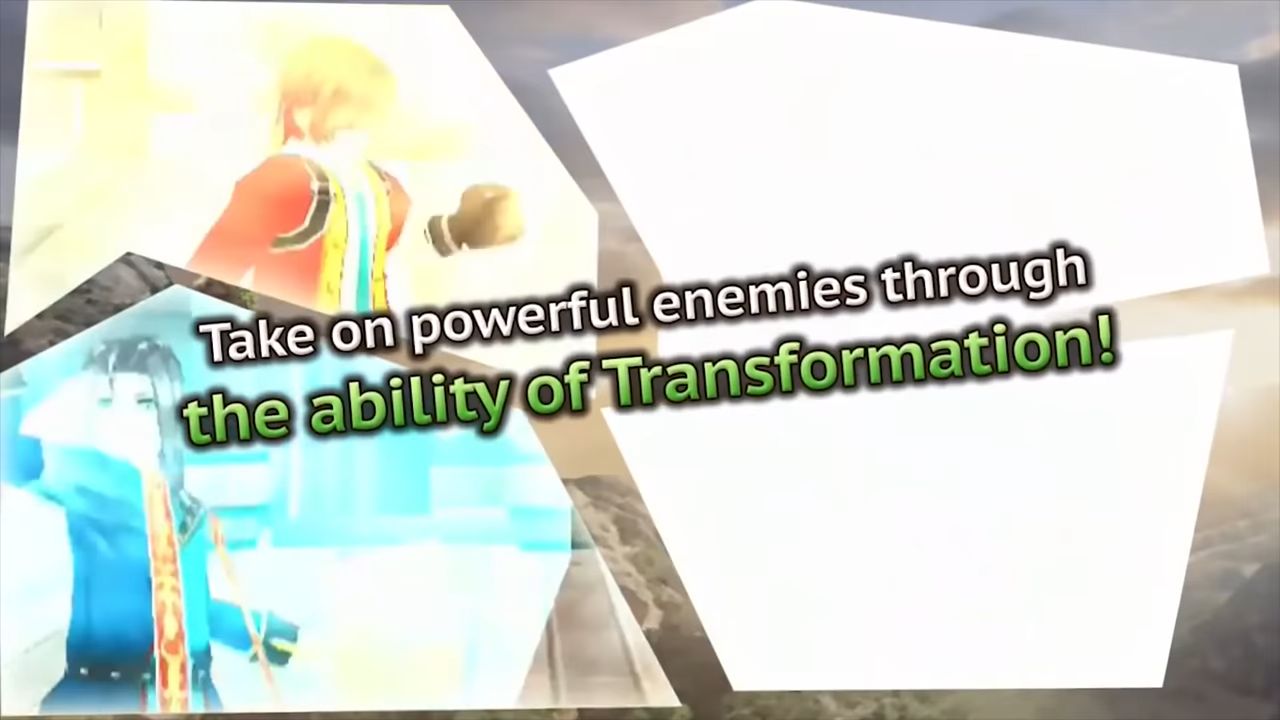 Take on powerful enemies through
the ability of Transformation!